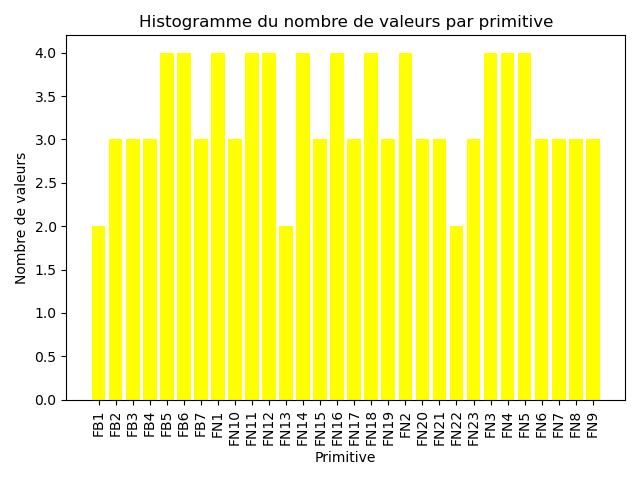 Histogramme du nombre de valeurs par primitive
Nombre de valeurs
4.0
3.5
3.0
2.5
2.0
1.5
1.0
0.5
0.0
FB1
FB2
FB3
FB4
FB5
FB6
FB7
FN1
FN10
FN11
FN12
FN13
FN14
FN15
FN16
FN17
FN18
FN19
FN2
FN20
FN21
FN22
FN23
FN3
FN4
FN5
FN6
FN7
FN8
FN9
Primitive